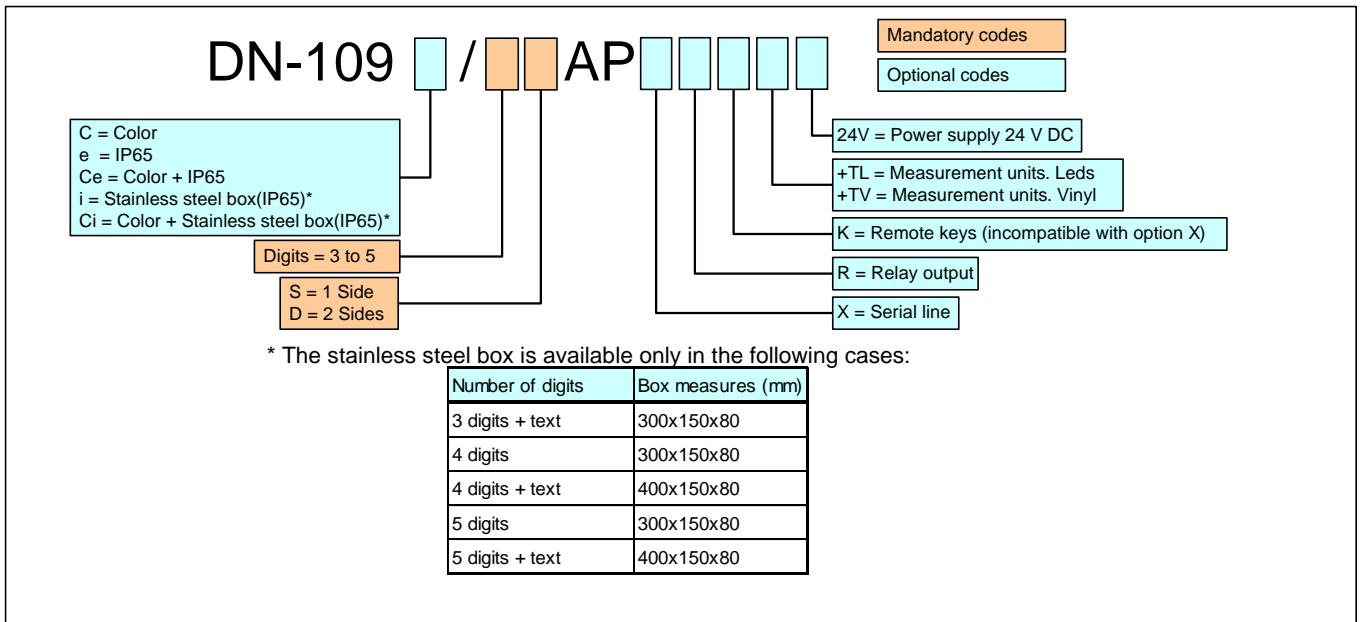 DN-109 / AP
Mandatory codes
Optional codes
C = Color
e = IP65
Ce = Color + IP65
i = Stainless steel box(IP65)*
Ci = Color + Stainless steel box(IP65)*
Digits = 3 to 5
S = 1 Side
D = 2 Sides
24V = Power supply 24 V DC
+TL = Measurement units. Leds
+TV = Measurement units. Vinyl
K = Remote keys (incompatible with option X)
R = Relay output
X = Serial line
* The stainless steel box is available only in the following cases:
Number of digits Box measures (mm)
3 digits + text 300x150x80
4 digits 300x150x80
4 digits + text 400x150x80
5 digits 300x150x80
5 digits + text 400x150x80